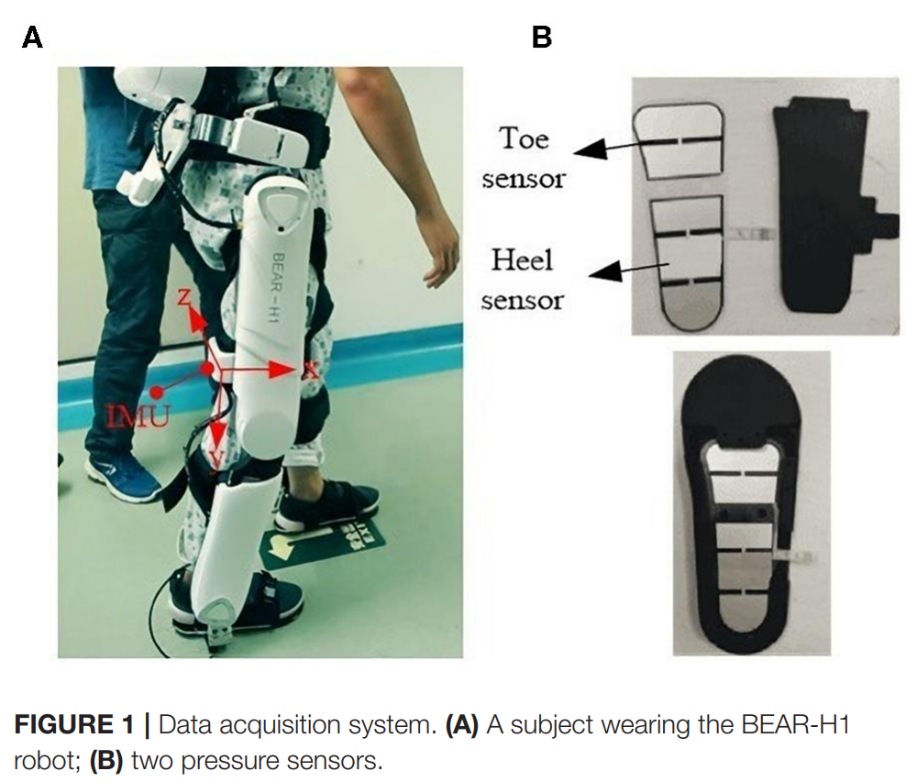 A
B
BEAR-H1
Z
X
IMU
y
Toe
sensor
Heel
sensor
EXIT
FIGURE 1 | Data acquisition system. (A) A subject wearing the BEAR-H1
robot; (B) two pressure sensors.